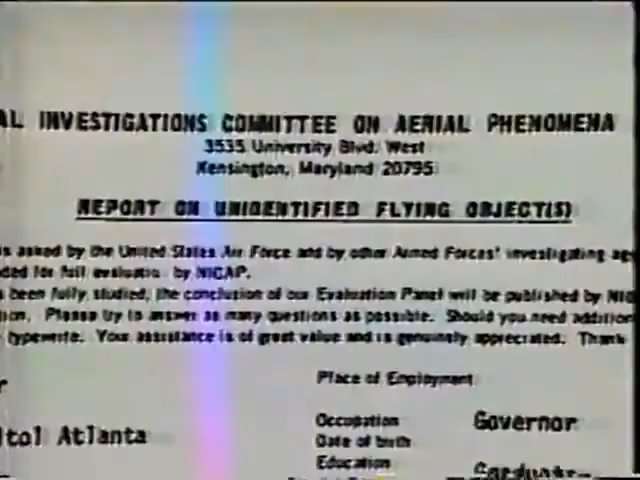 AL INVESTIGATIONS COMMITTEE ON AERIAL PHENOMENA
3535 University Blvd. West
Kensington, Maryland 20795
REPORT ON UNIDENTIFIED FLYING OBJECT(S)
is asked by the United States Air Force and by other Armed Forces' investigating ag
ded for full evaluatio. by NICAP.
s been fully studied, the conclusion of our Evaluation Panel will be published by NIC
tion. Please try to answer as many questions as possible. Should you need addition
typewrite. Your assistance is of great value and is genuinely appreciated. Thank
r
Place of Employment
itol Atlanta
Occupation Governor
Date of birth
Education